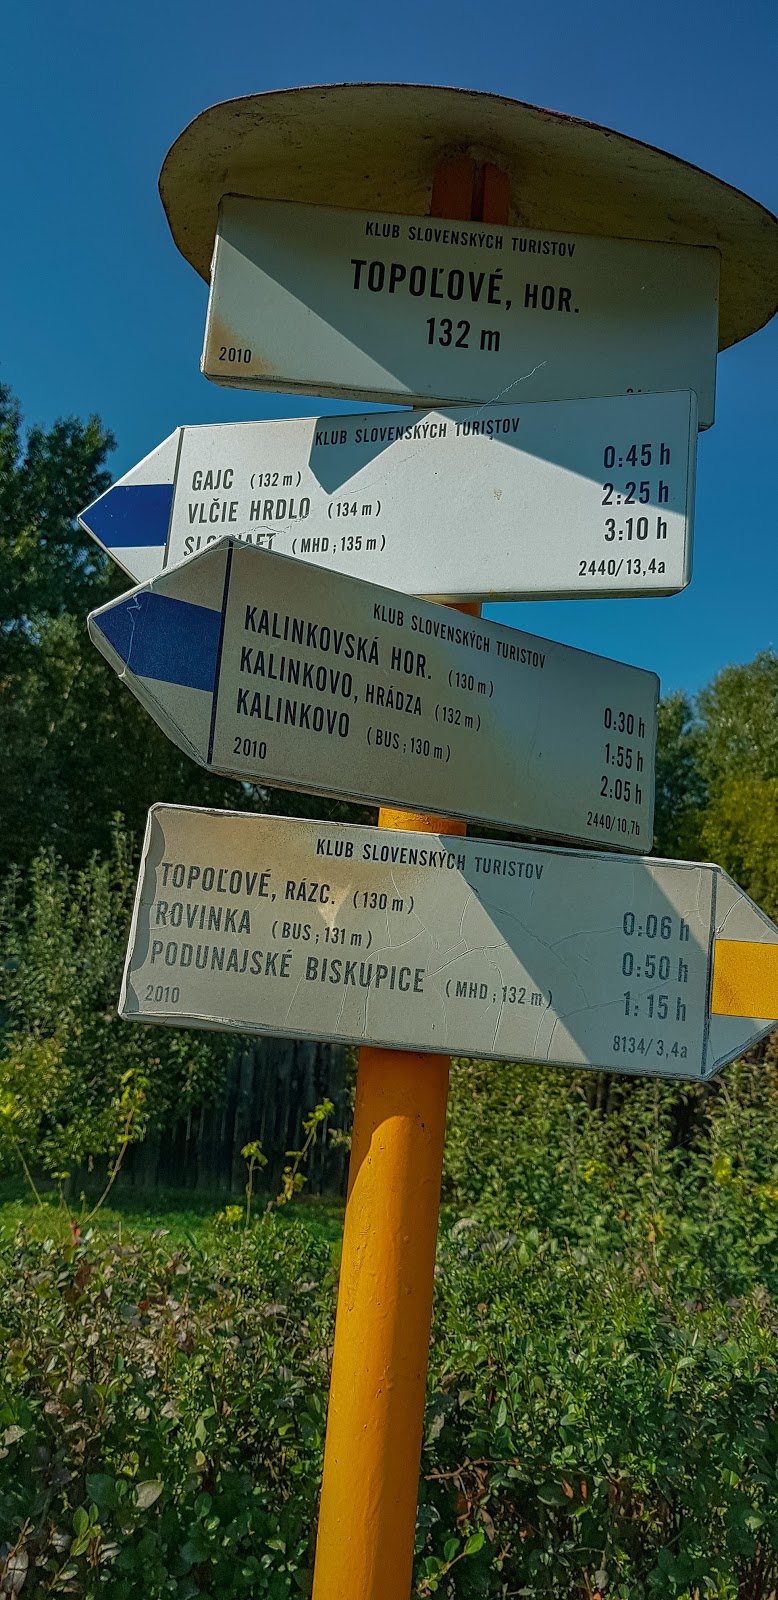 KLUB SLOVENSKÝCH TURISTOV
TOPOĽOVÉ, HOR.
132 m
2010
KLUB SLOVENSKÝCH TURISTOV
GAJC (132 m) 0:45 h
VLČIE HRDLO (134 m) 2:25 h
(MHD ; 135 m) 3:10 h
2440/13,4a
KLUB SLOVENSKÝCH TURISTOV
KALINKOVSKÁ HOR. (130 m) 0:30 h
KALINKOVO, HRÁDZA (132 m) 1:55 h
KALINKOVO (BUS ; 130 m) 2:05 h
2010 2440/10,7b
KLUB SLOVENSKÝCH TURISTOV
TOPOĽOVÉ, RÁZC. (130 m) 0:06 h
ROVINKA (BUS ; 131 m) 0:50 h
PODUNAJSKÉ BISKUPICE (MHD ; 132 m) 1:15 h
2010 8134/3,4a